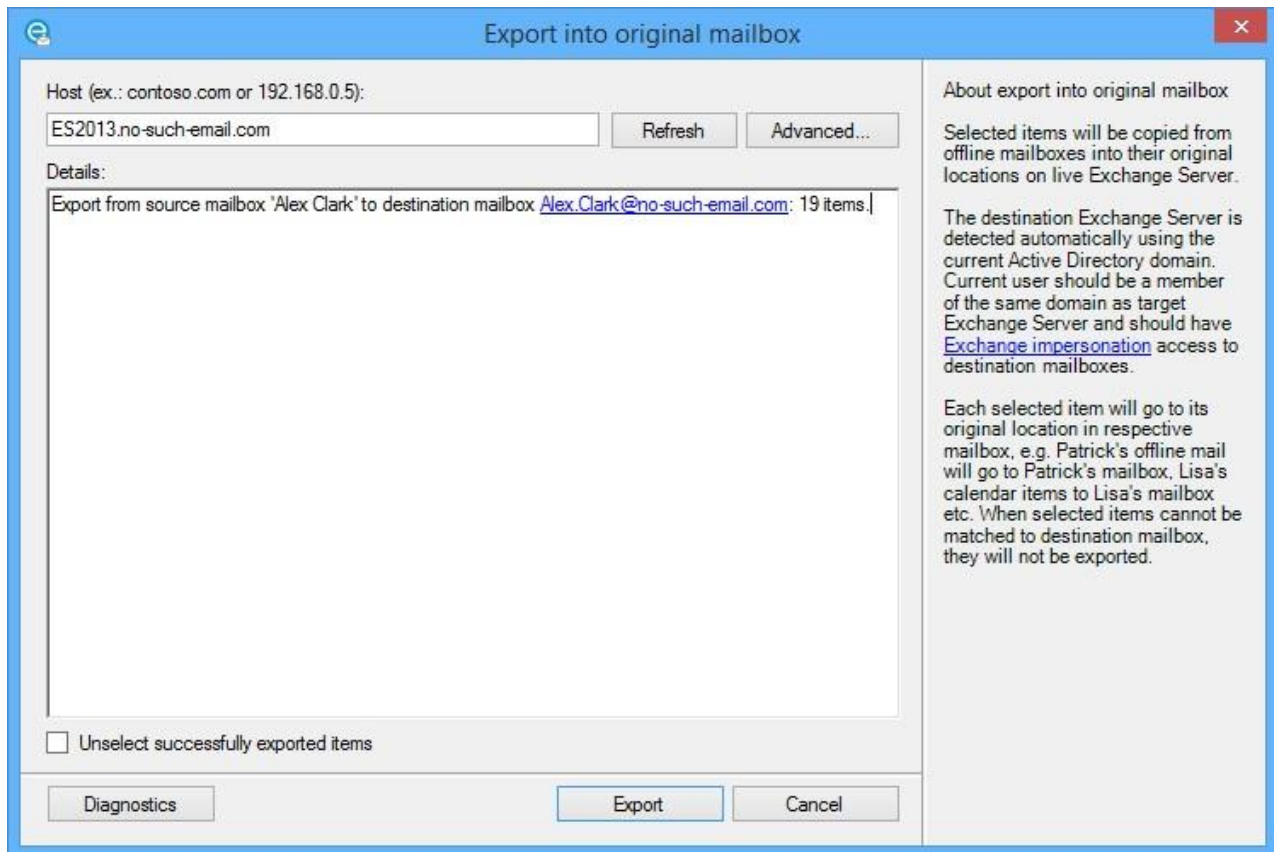 Export into original mailbox
Host (ex.: contoso.com or 192.168.0.5):
ES2013.no-such-email.com
Refresh
Advanced...
Details:
Export from source mailbox 'Alex Clark' to destination mailbox Alex.Clark@no-such-email.com: 19 items.
Unselect successfully exported items
Diagnostics
Export
Cancel
About export into original mailbox
Selected items will be copied from
offline mailboxes into their original
locations on live Exchange Server.
The destination Exchange Server is
detected automatically using the
current Active Directory domain.
Current user should be a member
of the same domain as target
Exchange Server and should have
Exchange impersonation access to
destination mailboxes.
Each selected item will go to its
original location in respective
mailbox, e.g. Patrick's offline mail
will go to Patrick's mailbox, Lisa's
calendar items to Lisa's mailbox
etc. When selected items cannot be
matched to destination mailbox,
they will not be exported.